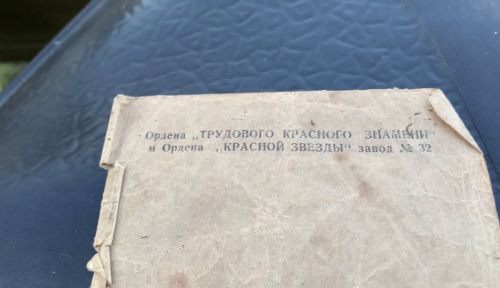 Ордена „ТРУДОВОГО КРАСНОГО ЗНАМЕНИ“
и Ордена „КРАСНОЙ ЗВЕЗДЫ“ завод № 32